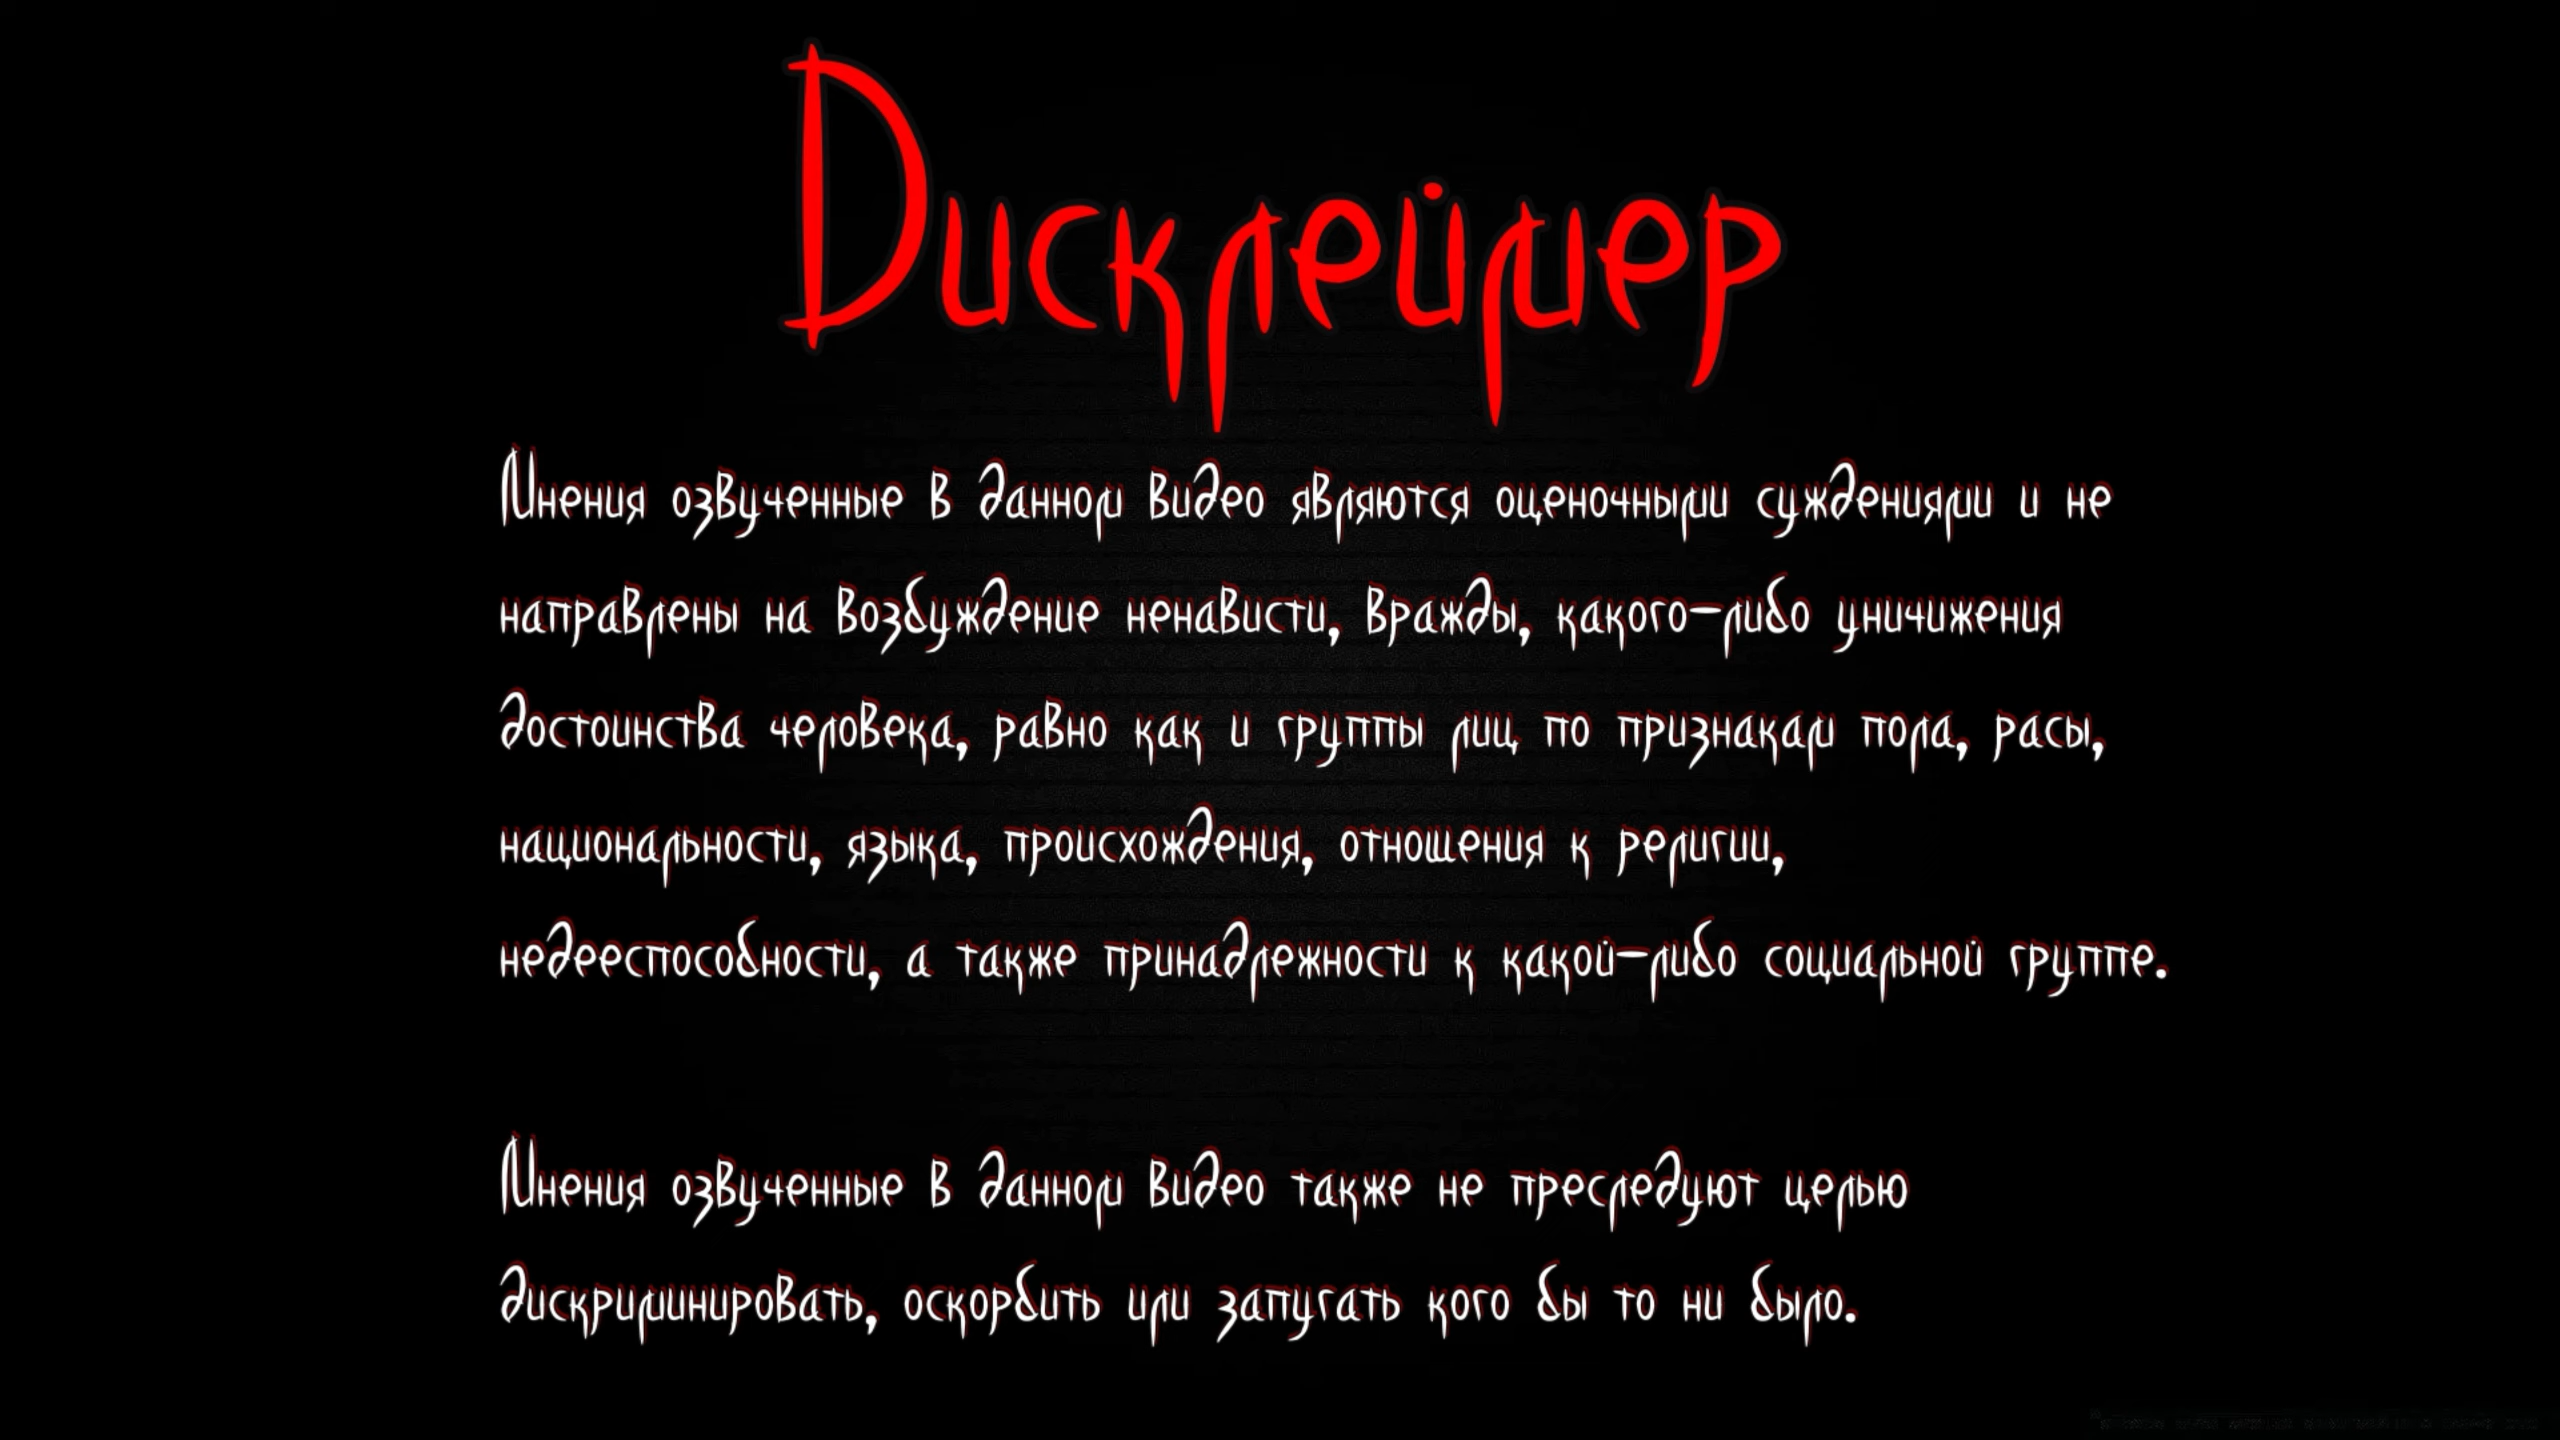 Дисклеймер
Мнения озвученные в данном видео являются оценочными суждениями и не
направлены на возбуждение ненависти, вражды, какого-либо уничижения
достоинства человека, равно как и группы лиц по признакам пола, расы,
национальности, языка, происхождения, отношения к религии,
недееспособности, а также принадлежности к какой-либо социальной группе.
Мнения озвученные в данном видео также не преследуют целью
дискриминировать, оскорбить или запугать кого бы то ни было.